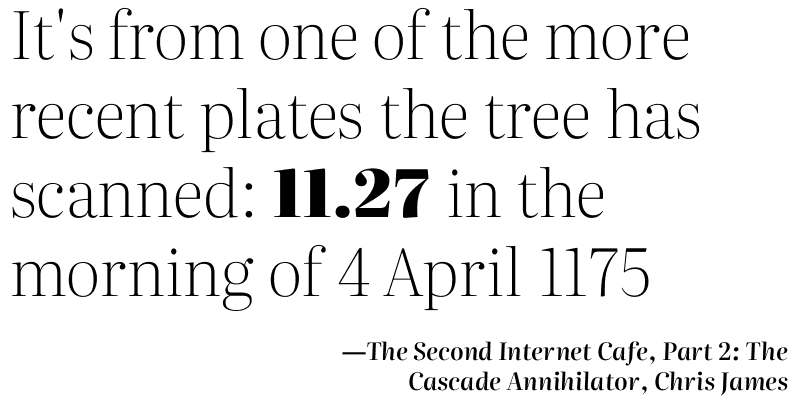 It's from one of the more
recent plates the tree has
scanned: 11.27 in the
morning of 4 April 1175
—The Second Internet Cafe, Part 2: The
Cascade Annihilator, Chris James